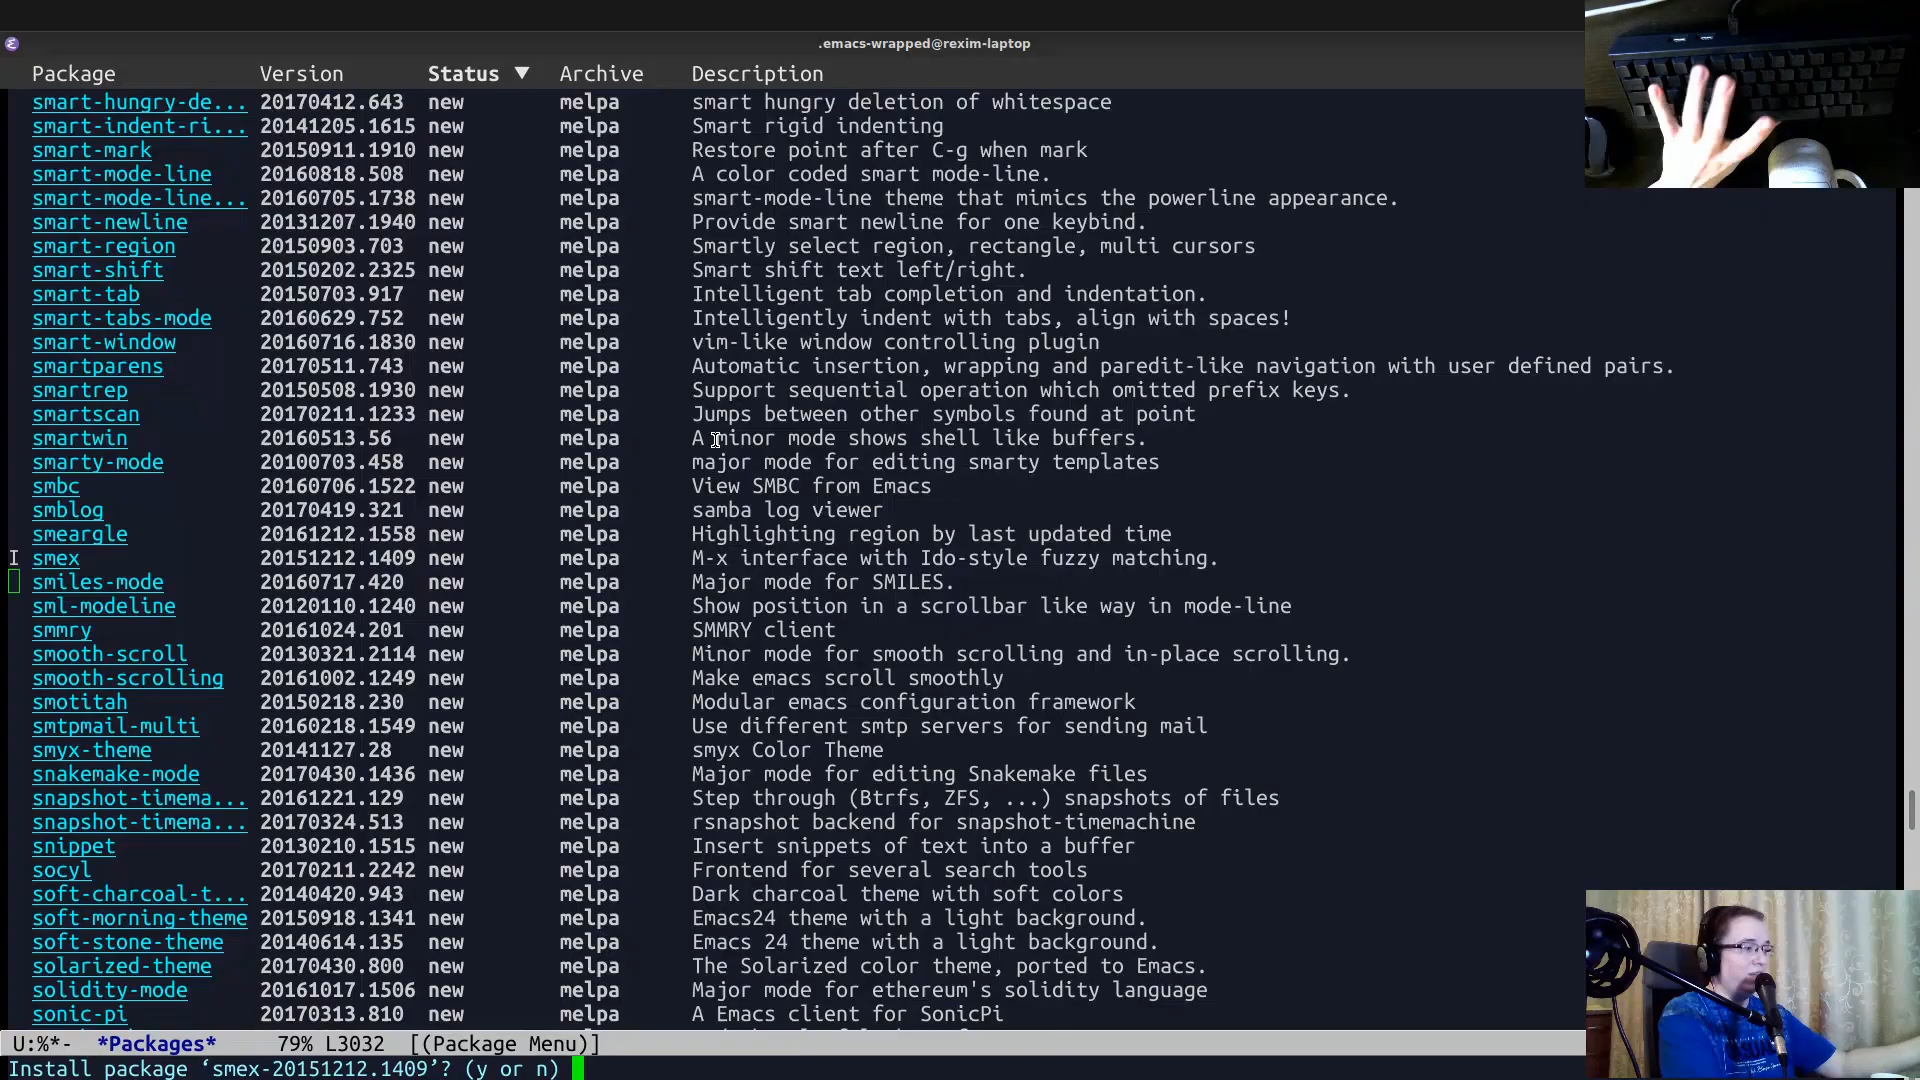 .emacs-wrapped@rexim-laptop
Package Version Status ▼ Archive Description
smart-hungry-de... 20170412.643 new melpa smart hungry deletion of whitespace
smart-indent-ri... 20141205.1615 new melpa Smart rigid indenting
smart-mark 20150911.1910 new melpa Restore point after C-g when mark
smart-mode-line 20160818.508 new melpa A color coded smart mode-line.
smart-mode-line... 20160705.1738 new melpa smart-mode-line theme that mimics the powerline appearance.
smart-newline 20131207.1940 new melpa Provide smart newline for one keybind.
smart-region 20150903.703 new melpa Smartly select region, rectangle, multi cursors
smart-shift 20150202.2325 new melpa Smart shift text left/right.
smart-tab 20150703.917 new melpa Intelligent tab completion and indentation.
smart-tabs-mode 20160629.752 new melpa Intelligently indent with tabs, align with spaces!
smart-window 20160716.1830 new melpa vim-like window controlling plugin
smartparens 20170511.743 new melpa Automatic insertion, wrapping and paredit-like navigation with user defined pairs.
smartrep 20150508.1930 new melpa Support sequential operation which omitted prefix keys.
smartscan 20170211.1233 new melpa Jumps between other symbols found at point
smartwin 20160513.56 new melpa A minor mode shows shell like buffers.
smarty-mode 20100703.458 new melpa major mode for editing smarty templates
smbc 20160706.1522 new melpa View SMBC from Emacs
smblog 20170419.321 new melpa samba log viewer
smeargle 20161212.1558 new melpa Highlighting region by last updated time
I smex 20151212.1409 new melpa M-x interface with Ido-style fuzzy matching.
smiles-mode 20160717.420 new melpa Major mode for SMILES.
sml-modeline 20120110.1240 new melpa Show position in a scrollbar like way in mode-line
smmry 20161024.201 new melpa SMMRY client
smooth-scroll 20130321.2114 new melpa Minor mode for smooth scrolling and in-place scrolling.
smooth-scrolling 20161002.1249 new melpa Make emacs scroll smoothly
smotitah 20150218.230 new melpa Modular emacs configuration framework
smtpmail-multi 20160218.1549 new melpa Use different smtp servers for sending mail
smyx-theme 20141127.28 new melpa smyx Color Theme
snakemake-mode 20170430.1436 new melpa Major mode for editing Snakemake files
snapshot-timema... 20161221.129 new melpa Step through (Btrfs, ZFS, ...) snapshots of files
snapshot-timema... 20170324.513 new melpa rsnapshot backend for snapshot-timemachine
snippet 20130210.1515 new melpa Insert snippets of text into a buffer
socyl 20170211.2242 new melpa Frontend for several search tools
soft-charcoal-t... 20140420.943 new melpa Dark charcoal theme with soft colors
soft-morning-theme 20150918.1341 new melpa Emacs24 theme with a light background.
soft-stone-theme 20140614.135 new melpa Emacs 24 theme with a light background.
solarized-theme 20170430.800 new melpa The Solarized color theme, ported to Emacs.
solidity-mode 20161017.1506 new melpa Major mode for ethereum's solidity language
sonic-pi 20170313.810 new melpa A Emacs client for SonicPi
U:%*- *Packages* 79% L3032 [(Package Menu)]
Install package ‘smex-20151212.1409’? (y or n)